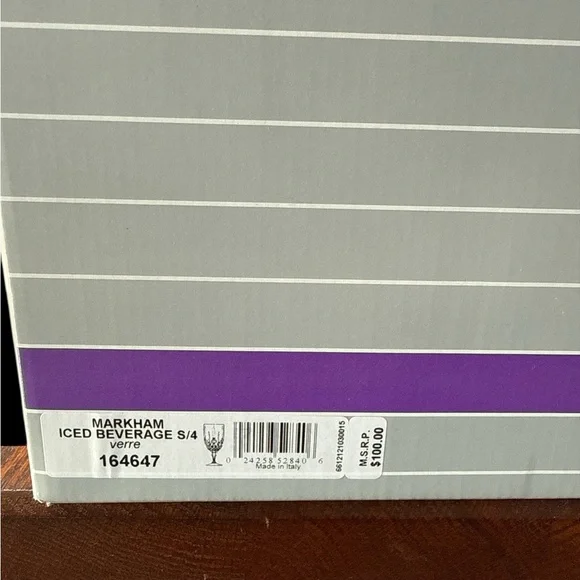 MARKHAM
ICED BEVERAGE S/4
verre
164647
0 24258 52840 6
Made in Italy
6612121030015
M.S.R.P.
$100.00